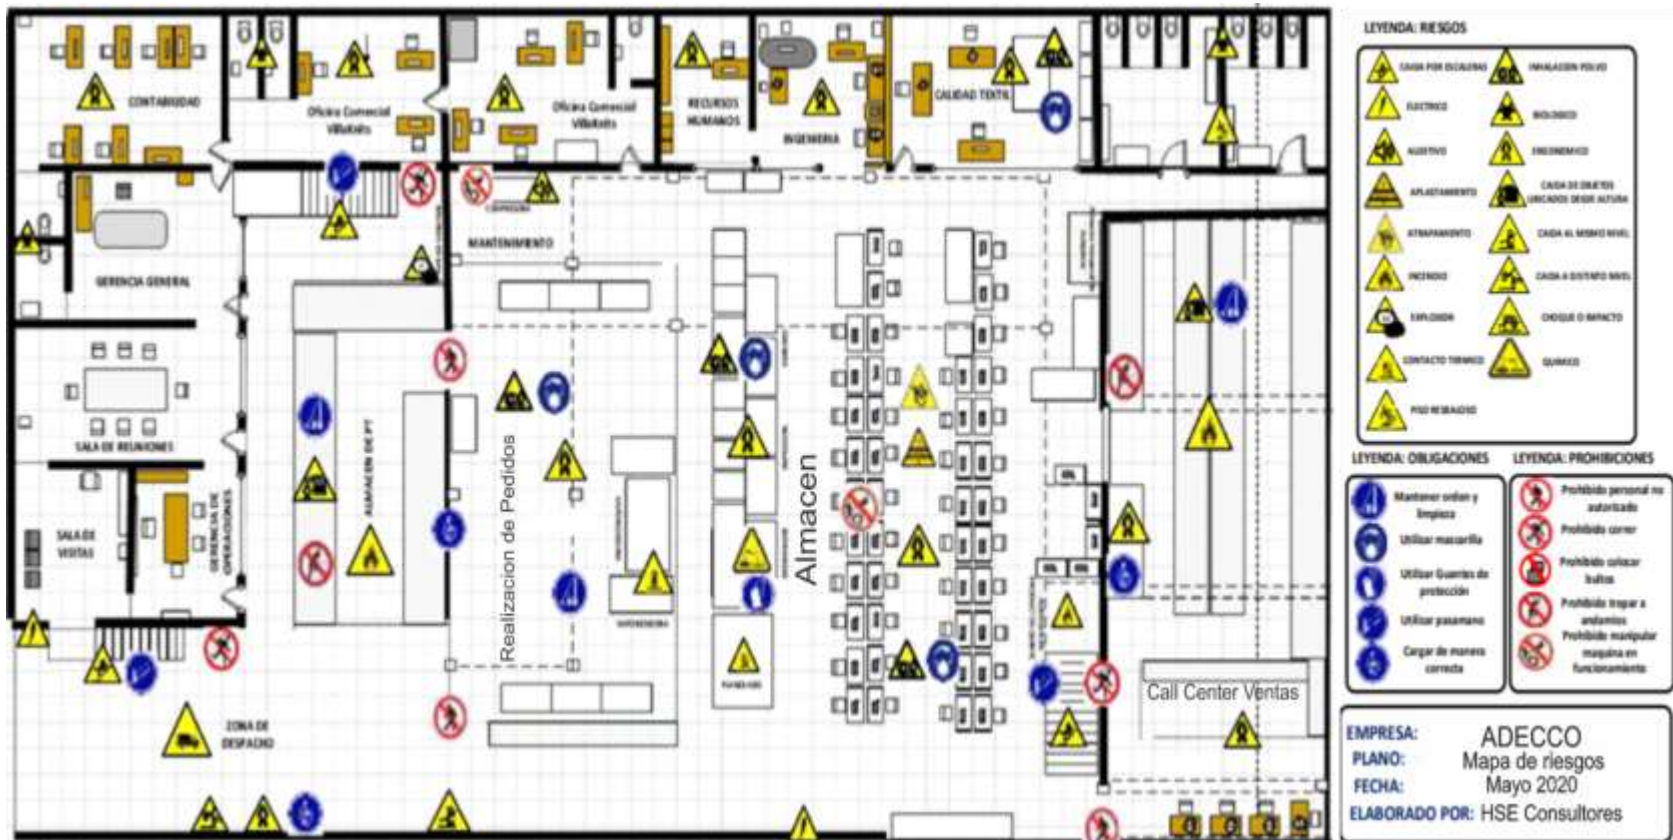 CONTABIUDAD
Oficina Comercial
Oficina Comercial
RECURSOS
HUMANOS
INGENIERIA
CALIDAD TEXTIL
GERENCIA GENERAL
MANTENIMIENTO
SALA DE REUNIONES
SALA DE
VISITAS
GERENCIA DE
OPERACIONES
ALMACEN DE PT
Realizacion de Pedidos
Almacen
ZONA DE
DESPACHO
Call Center Ventas
LEYENDA: RIESGOS
CAIDA POR ESCALERAS
ELECTRICO
AUDITIVO
APLASTAMIENTO
ATRAPAMIENTO
INCENDIO
EXPLOSION
CONTACTO TERMICO
PISO RESBALOSO
INHALACION POLVO
BIOLOGICO
ERGONOMICO
CAIDA DE OBJETOS
UBICADOS DESDE ALTURA
CAIDA AL MISMO NIVEL
CAIDA A DISTINTO NIVEL
CHOQUE O IMPACTO
QUIMICO
LEYENDA: OBLIGACIONES
Mantener orden y
limpieza
Utilizar mascarilla
Utilizar Guantes de
protección
Utilizar pasamano
Cargar de manera
correcta
LEYENDA: PROHIBICIONES
Prohibido personal no
autorizado
Prohibido correr
Prohibido colocar
bultos
Prohibido trepar a
andamios
Prohibido manipular
maquina en
funcionamiento
EMPRESA: ADECCO
PLANO: Mapa de riesgos
FECHA: Mayo 2020
ELABORADO POR: HSE Consultores